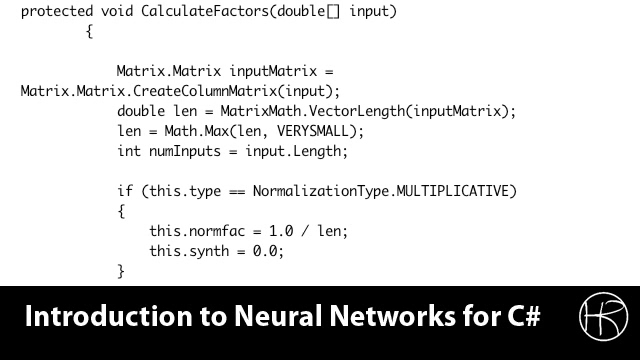 protected void CalculateFactors(double[] input)
{
Matrix.Matrix inputMatrix =
Matrix.Matrix.CreateColumnMatrix(input);
double len = MatrixMath.VectorLength(inputMatrix);
len = Math.Max(len, VERYSMALL);
int numInputs = input.Length;
if (this.type == NormalizationType.MULTIPLICATIVE)
{
this.normfac = 1.0 / len;
this.synth = 0.0;
}
Introduction to Neural Networks for C#